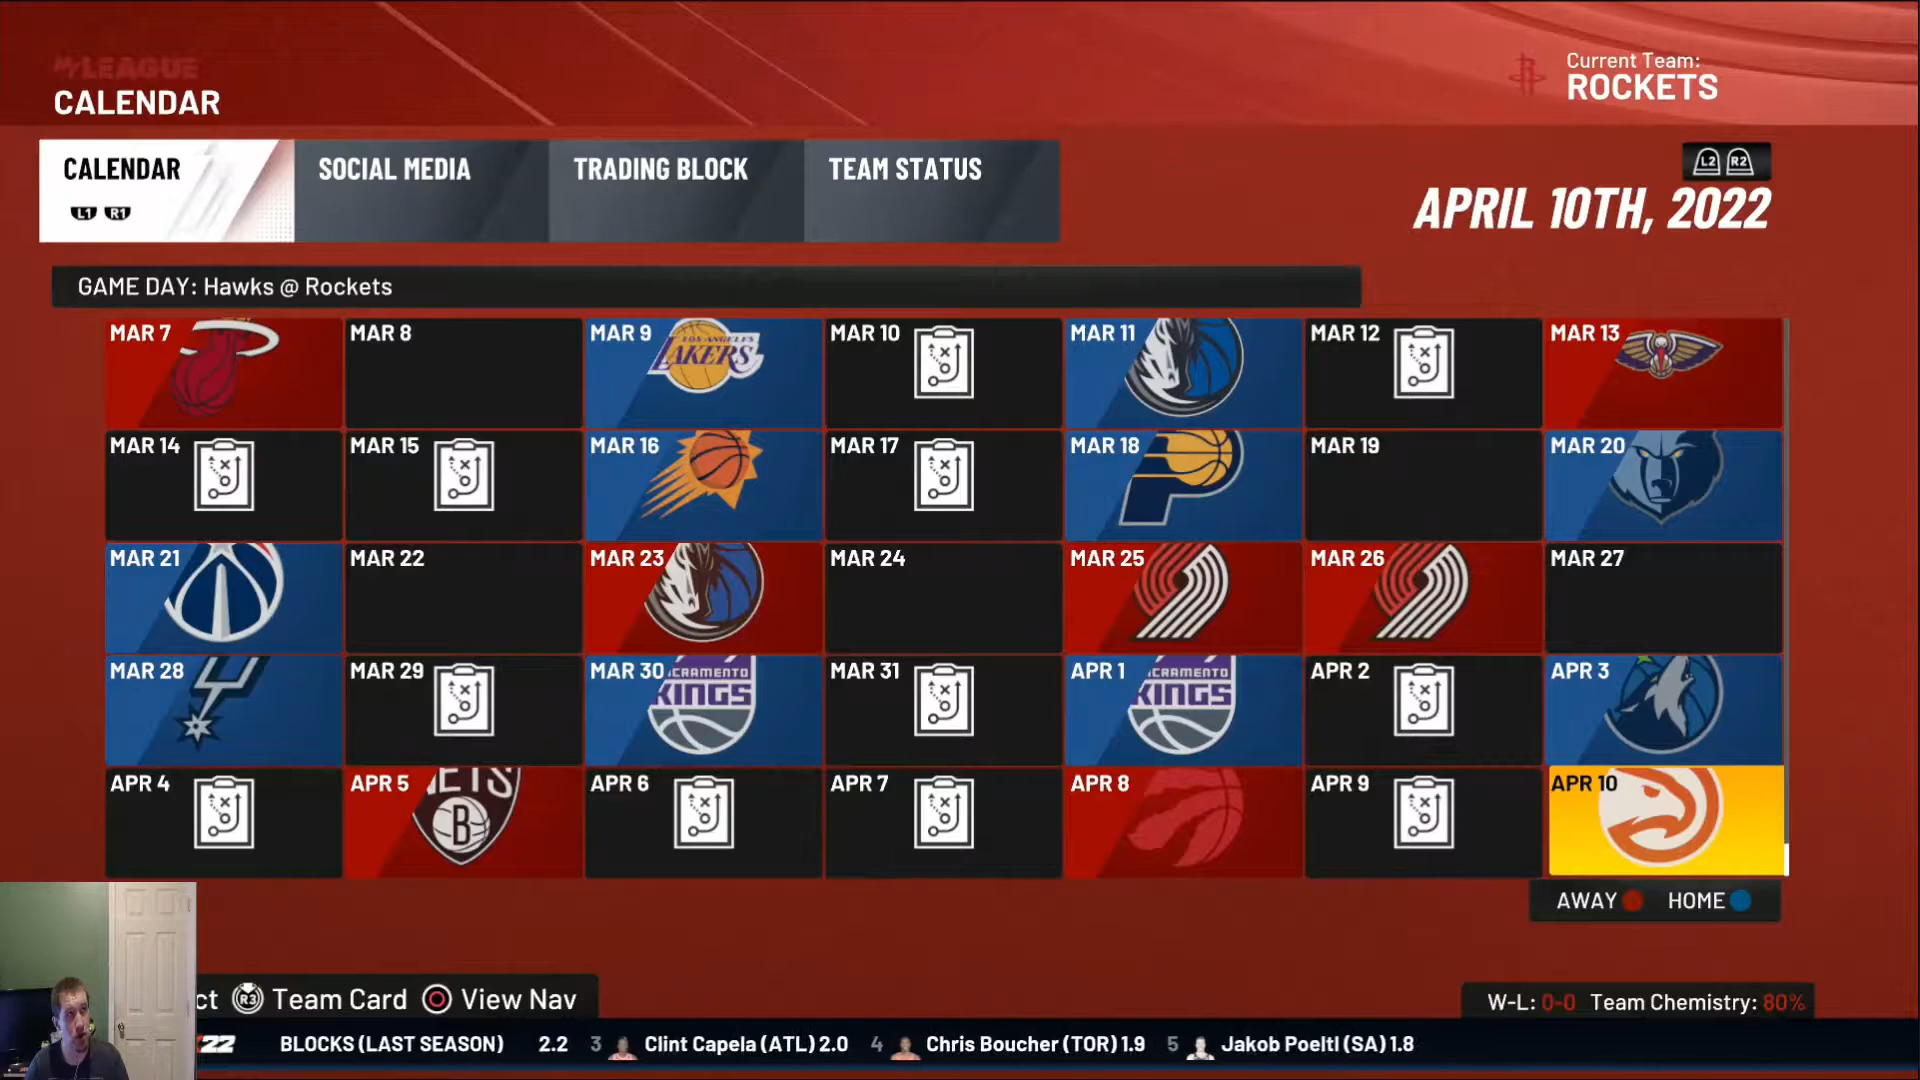 MyLEAGUE
CALENDAR
Current Team:
ROCKETS
CALENDAR
L1 R1
SOCIAL MEDIA
TRADING BLOCK
TEAM STATUS
L2 R2
APRIL 10TH, 2022
GAME DAY: Hawks @ Rockets
MAR 7 MAR 8 MAR 9 LOS ANGELES LAKERS MAR 10 MAR 11 MAR 12 MAR 13
MAR 14 MAR 15 MAR 16 MAR 17 MAR 18 MAR 19 MAR 20
MAR 21 MAR 22 MAR 23 MAR 24 MAR 25 MAR 26 MAR 27
MAR 28 MAR 29 MAR 30 CRAMENTO KINGS MAR 31 APR 1 CRAMENTO KINGS APR 2 APR 3
APR 4 APR 5 ETS B APR 6 APR 7 APR 8 APR 9 APR 10
AWAY HOME
ct R3 Team Card View Nav
W-L: 0-0 Team Chemistry: 80%
22 BLOCKS (LAST SEASON) 2.2 3 Clint Capela (ATL) 2.0 4 Chris Boucher (TOR) 1.9 5 Jakob Poeltl (SA) 1.8